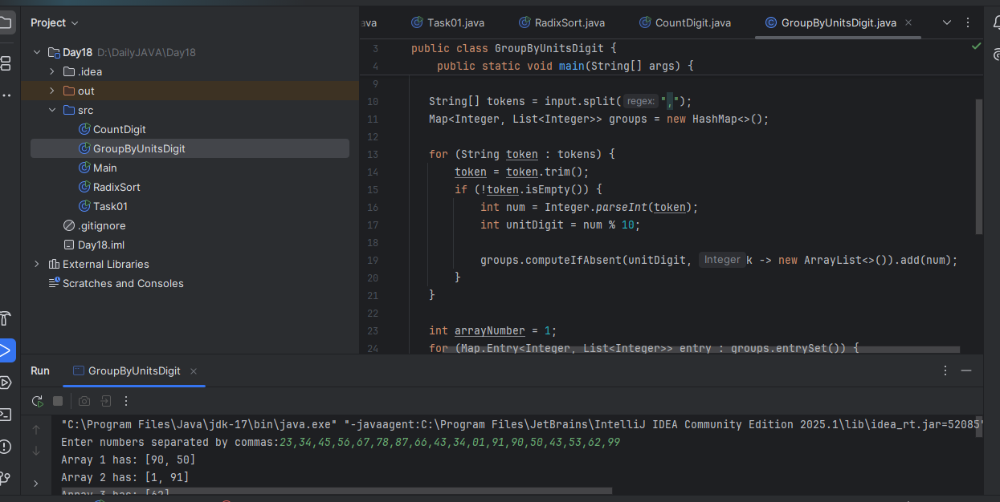 Project
ava
Task01.java
RadixSort.java
CountDigit.java
GroupByUnitsDigit.java
Day18 D:\DailyJAVA\Day18
.idea
out
src
CountDigit
GroupByUnitsDigit
Main
RadixSort
Task01
.gitignore
Day18.iml
External Libraries
Scratches and Consoles
3 public class GroupByUnitsDigit {
4 public static void main(String[] args) {
9
10 String[] tokens = input.split( regex: ",");
11 Map<Integer, List<Integer>> groups = new HashMap<>();
12
13 for (String token : tokens) {
14 token = token.trim();
15 if (!token.isEmpty()) {
16 int num = Integer.parseInt(token);
17 int unitDigit = num % 10;
18
19 groups.computeIfAbsent(unitDigit, Integer k -> new ArrayList<>()).add(num);
20 }
21 }
22
23 int arrayNumber = 1;
24 for (Map.Entry<Integer, List<Integer>> entry : groups.entrySet()) {
Run
GroupByUnitsDigit
"C:\Program Files\Java\jdk-17\bin\java.exe" "-javaagent:C:\Program Files\JetBrains\IntelliJ IDEA Community Edition 2025.1\lib\idea_rt.jar=52085
Enter numbers separated by commas:23,34,45,56,67,78,87,66,43,34,01,91,90,50,43,53,62,99
Array 1 has: [90, 50]
Array 2 has: [1, 91]
Array 3 has: [62]